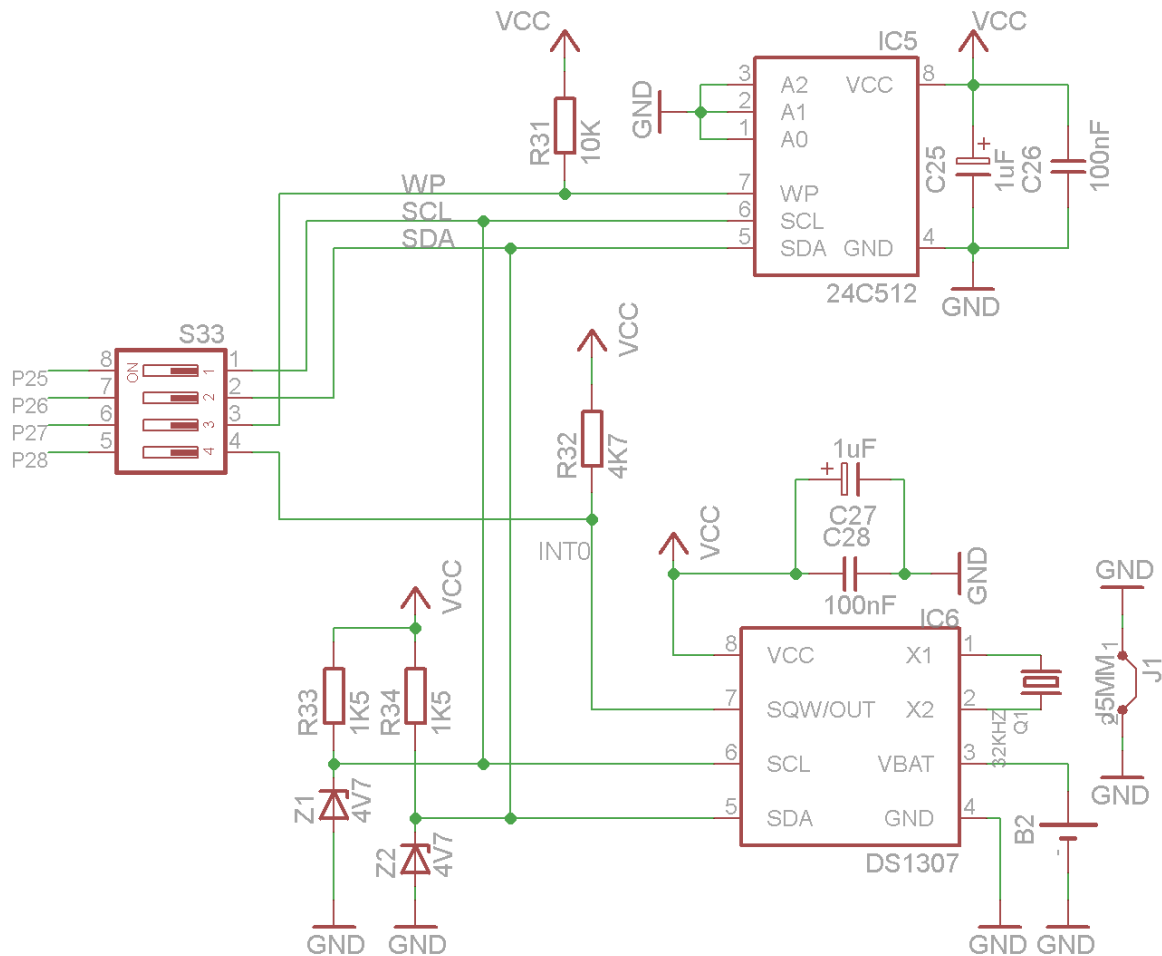 VCC
VCC
IC5
GND
3
A2
VCC
8
2
A1
1
A0
R31
10K
C25
+
1uF
C26
100nF
WP
7
WP
SCL
6
SCL
SDA
5
SDA
GND
4
24C512
GND
S33
VCC
P25
8
ON
1
1
P26
7
2
2
P27
6
3
3
P28
5
4
4
R32
4K7
1uF
+
C27
C28
100nF
INT0
VCC
GND
GND
VCC
IC6
8
VCC
X1
1
7
SQW/OUT
X2
2
32KHZ
Q1
J5MM
1
2
J1
R33
1K5
R34
1K5
6
SCL
VBAT
3
5
SDA
GND
4
GND
Z1
4V7
Z2
4V7
B2
-
DS1307
GND
GND
GND
GND